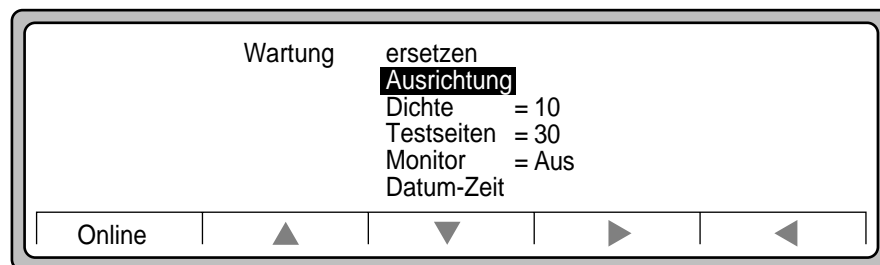 Wartung ersetzen
Ausrichtung
Dichte = 10
Testseiten = 30
Monitor = Aus
Datum-Zeit
Online